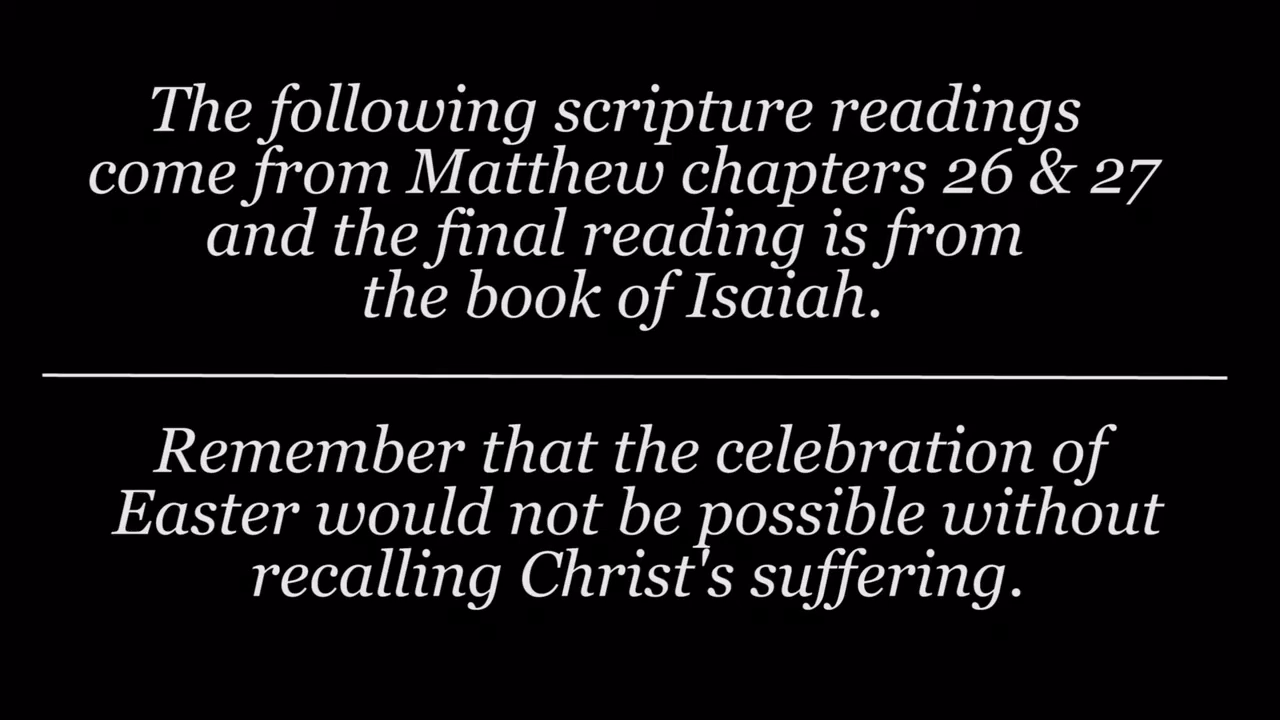 The following scripture readings
come from Matthew chapters 26 & 27
and the final reading is from
the book of Isaiah.
Remember that the celebration of
Easter would not be possible without
recalling Christ's suffering.